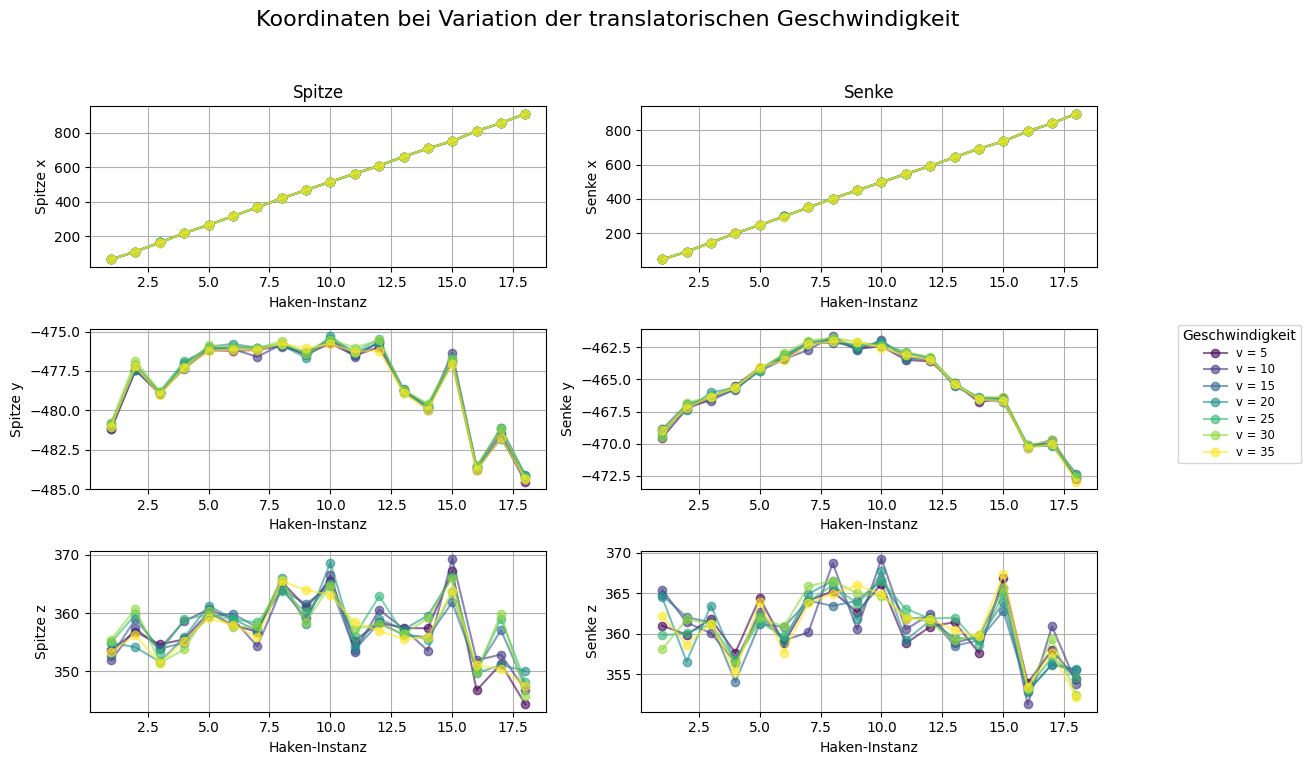 Koordinaten bei Variation der translatorischen Geschwindigkeit
Spitze
Senke
Spitze x
800
600
400
200
2.5 5.0 7.5 10.0 12.5 15.0 17.5
Haken-Instanz
Senke x
800
600
400
200
2.5 5.0 7.5 10.0 12.5 15.0 17.5
Haken-Instanz
Spitze y
−475.0
−477.5
−480.0
−482.5
−485.0
2.5 5.0 7.5 10.0 12.5 15.0 17.5
Haken-Instanz
Senke y
−462.5
−465.0
−467.5
−470.0
−472.5
2.5 5.0 7.5 10.0 12.5 15.0 17.5
Haken-Instanz
Geschwindigkeit
v = 5
v = 10
v = 15
v = 20
v = 25
v = 30
v = 35
Spitze z
370
360
350
2.5 5.0 7.5 10.0 12.5 15.0 17.5
Haken-Instanz
Senke z
370
365
360
355
2.5 5.0 7.5 10.0 12.5 15.0 17.5
Haken-Instanz